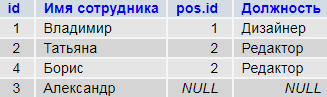 id Имя сотрудника pos.id Должность
1 Владимир 1 Дизайнер
2 Татьяна 2 Редактор
4 Борис 2 Редактор
3 Александр NULL NULL